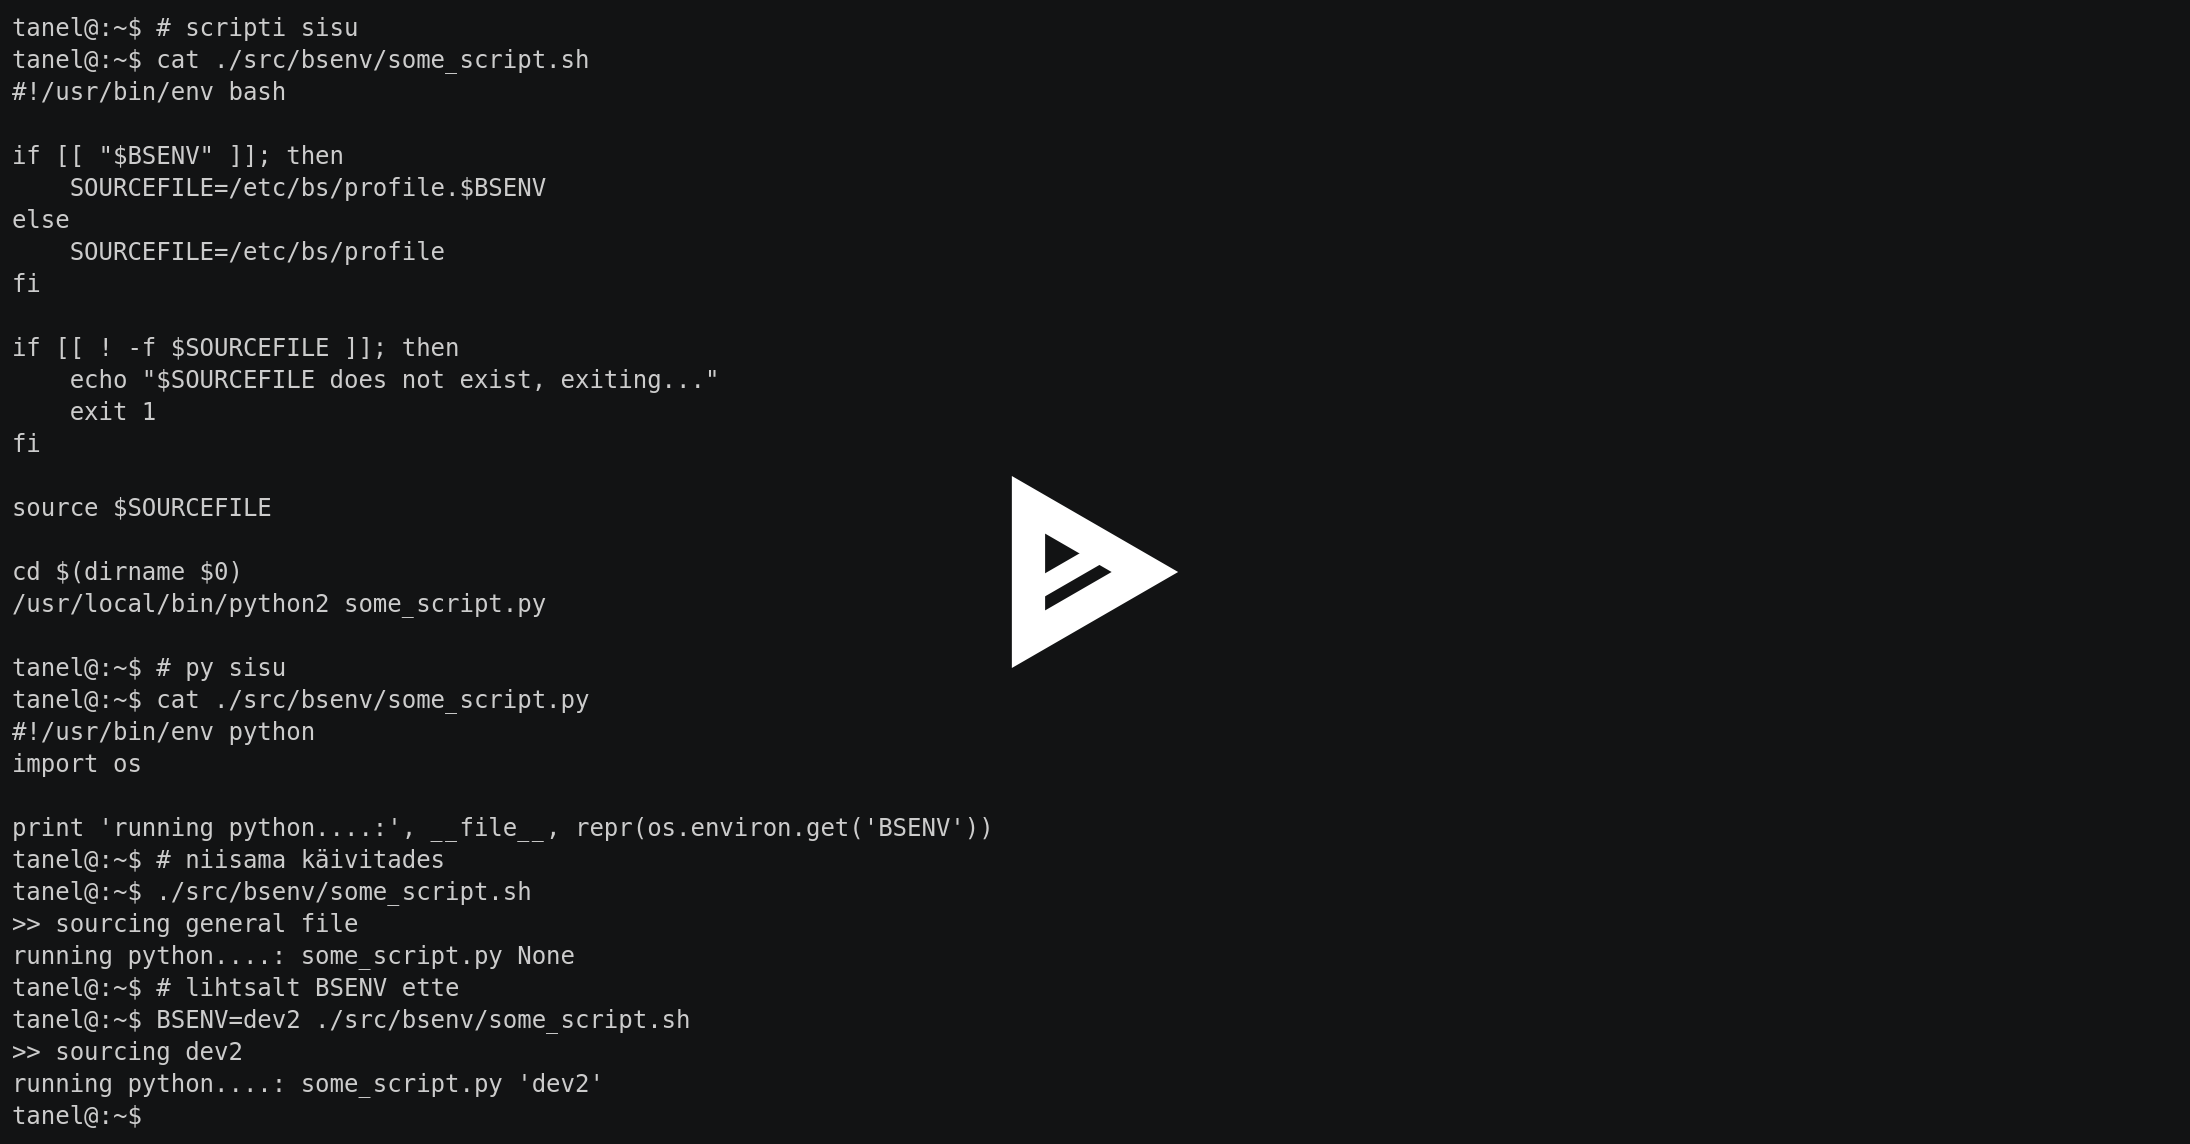 tanel@:~$ # scripti sisu
tanel@:~$ cat ./src/bsenv/some_script.sh
#!/usr/bin/env bash

if [[ "$BSENV" ]]; then
    SOURCEFILE=/etc/bs/profile.$BSENV
else
    SOURCEFILE=/etc/bs/profile
fi

if [[ ! -f $SOURCEFILE ]]; then
    echo "$SOURCEFILE does not exist, exiting..."
    exit 1
fi

source $SOURCEFILE

cd $(dirname $0)
/usr/local/bin/python2 some_script.py

tanel@:~$ # py sisu
tanel@:~$ cat ./src/bsenv/some_script.py
#!/usr/bin/env python
import os

print 'running python....:', __file__, repr(os.environ.get('BSENV'))
tanel@:~$ # niisama käivitades
tanel@:~$ ./src/bsenv/some_script.sh
>> sourcing general file
running python....: some_script.py None
tanel@:~$ # lihtsalt BSENV ette
tanel@:~$ BSENV=dev2 ./src/bsenv/some_script.sh
>> sourcing dev2
running python....: some_script.py 'dev2'
tanel@:~$